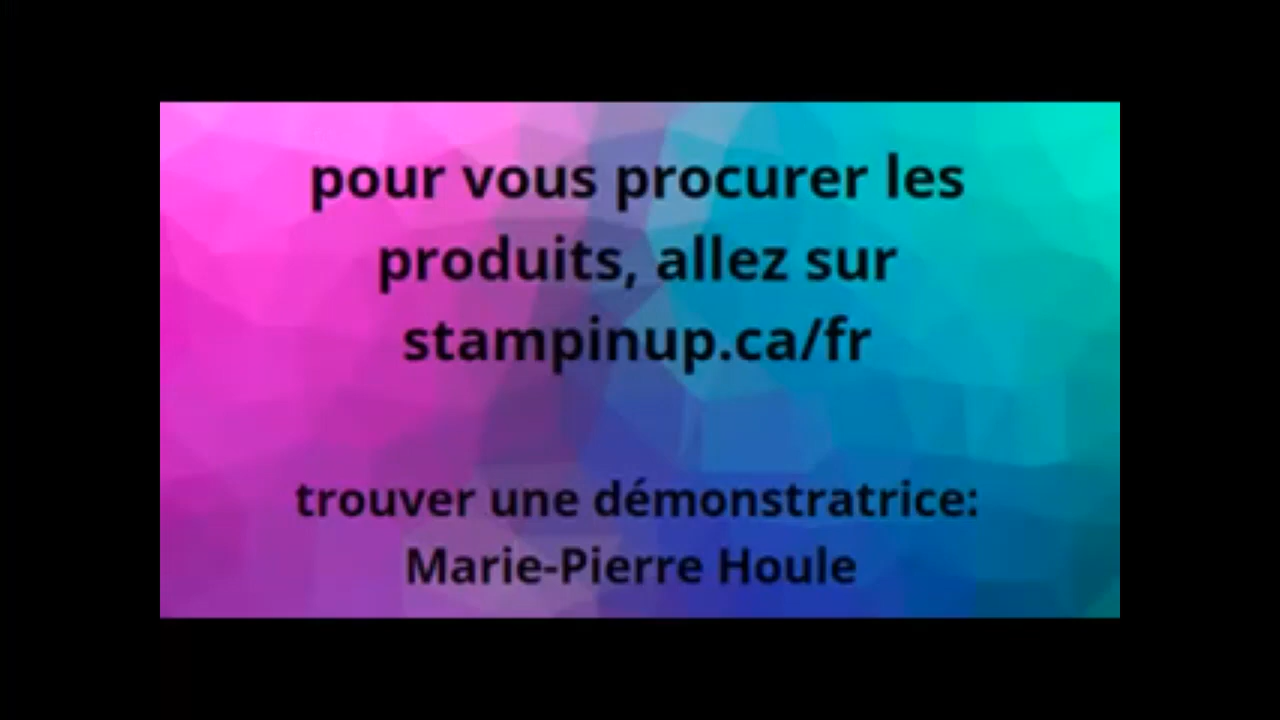 pour vous procurer les
produits, allez sur
stampinup.ca/fr
trouver une démonstratrice:
Marie-Pierre Houle